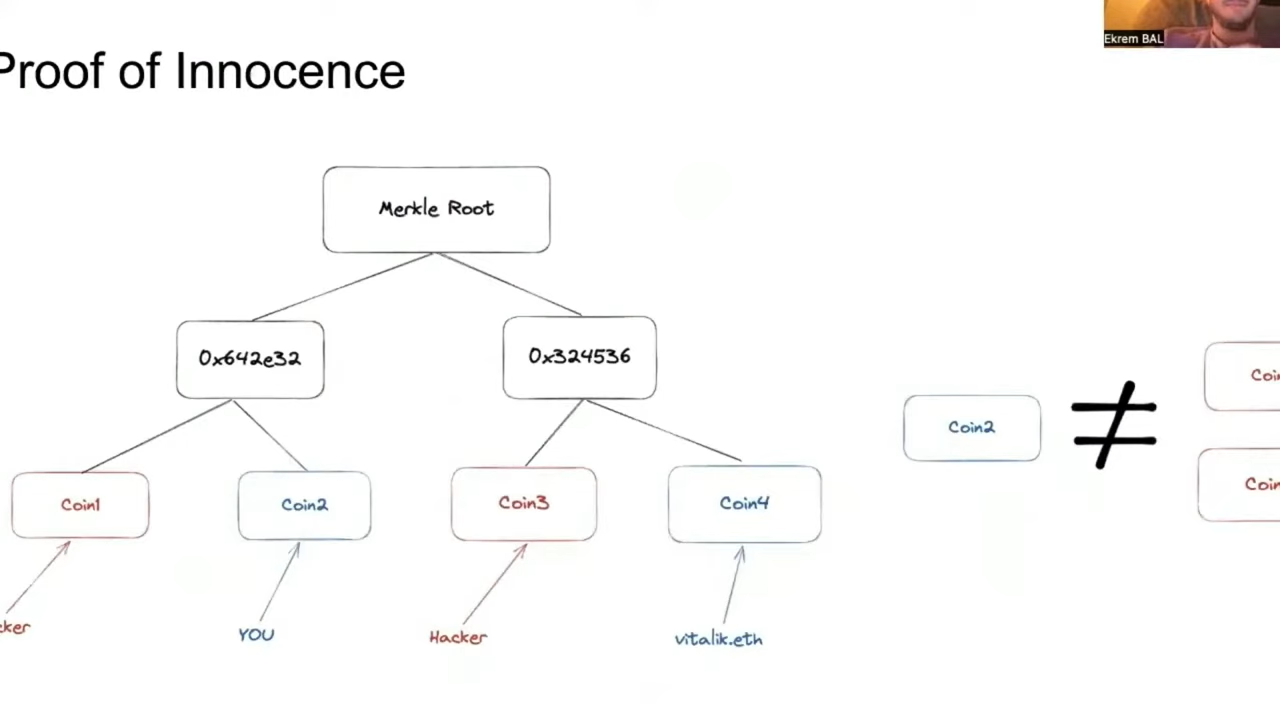 Ekrem BAL
Proof of Innocence
Merkle Root
0x642e32
0x324536
Coin2
Coin1
Coin2
Coin3
Coin4
YOU
Hacker
vitalik.eth